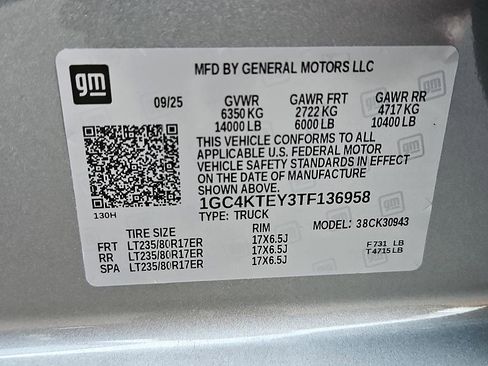 gm
MFD BY GENERAL MOTORS LLC
09/25 GVWR GAWR FRT GAWR RR
6350 KG 2722 KG 4717 KG
14000 LB 6000 LB 10400 LB
THIS VEHICLE CONFORMS TO ALL
APPLICABLE U.S. FEDERAL MOTOR
VEHICLE SAFETY STANDARDS IN EFFECT
ON THE DATE OF MANUFACTURE
SHOWN ABOVE.
130H
1GC4KTEY3TF136958
TYPE: TRUCK
MODEL: 38CK30943
TIRE SIZE RIM
FRT LT235/80R17ER 17X6.5J
RR LT235/80R17ER 17X6.5J
SPA LT235/80R17ER 17X6.5J
F 731 LB
T 4715 LB